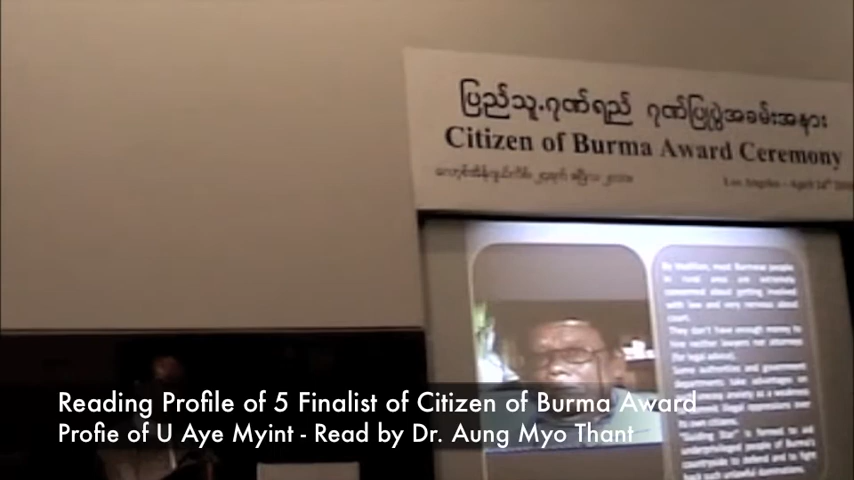 ပြည်သူ့ဂုဏ်ရည် ဂုဏ်ပြုပွဲအခမ်းအနား
Citizen of Burma Award Ceremony
Los Angeles - April 24th
By tradition, most Burmese people
in rural area are extremely
concerned about getting involved
with law and very nervous about
court.
They don't have enough money to
hire neither lawyers nor attorneys
(for legal advice).
Some authorities and government
departments take advantages on
anxiety as a weakness
illegal oppressions over
its own citizens.
"Guiding Star" is formed to aid
underprivileged people of Burma's
countryside to defend and to fight
back such unlawful dominations.
Reading Profile of 5 Finalist of Citizen of Burma Award
Profie of U Aye Myint - Read by Dr. Aung Myo Thant